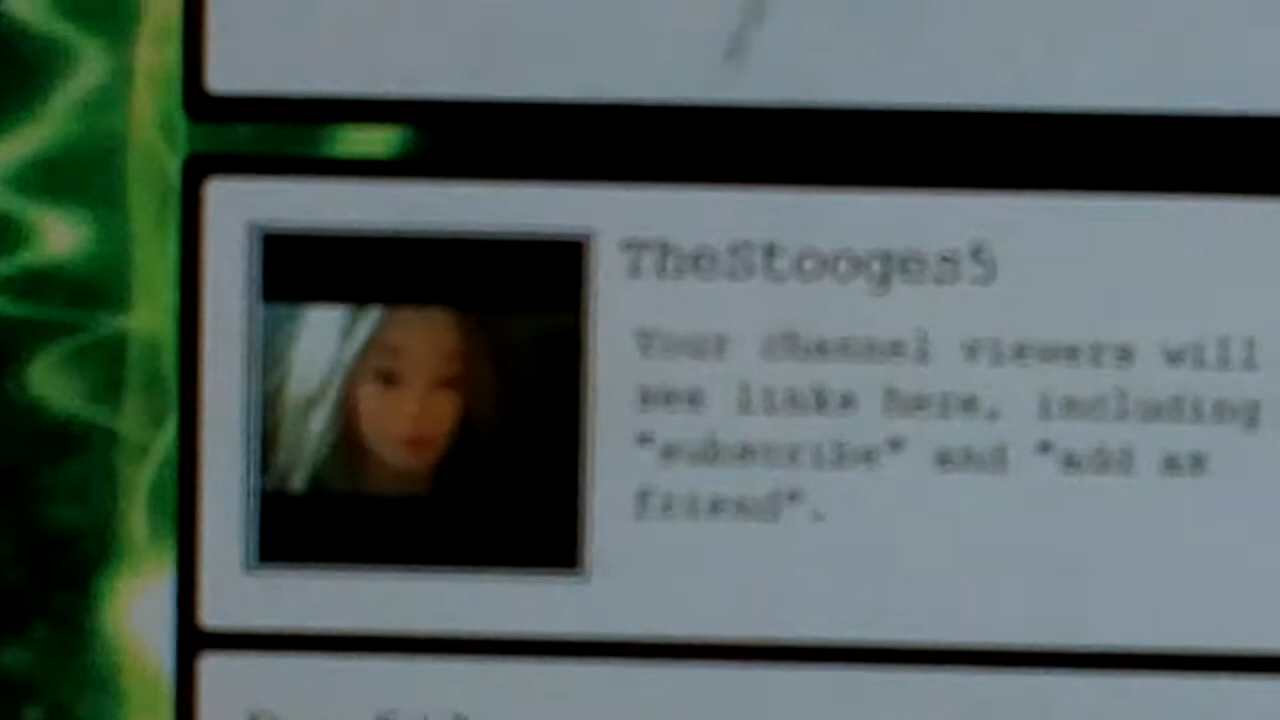 TheStooges5
Your channel viewers will
see links here, including
"subscribe" and "add as
friend".